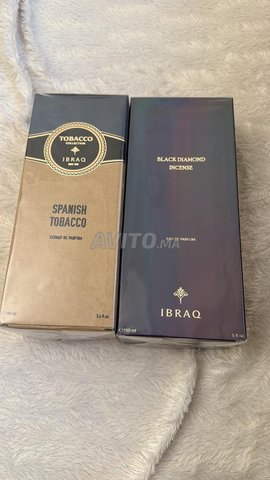 TOBACCO
COLLECTION
IBRAQ
SPANISH
TOBACCO
EXTRAIT DE PARFUM
100 ml
3.4 fl.oz
BLACK DIAMOND
INCENSE
EAU DE PARFUM
IBRAQ
℮ 150 ml
5 fl.oz
AVITO.MA